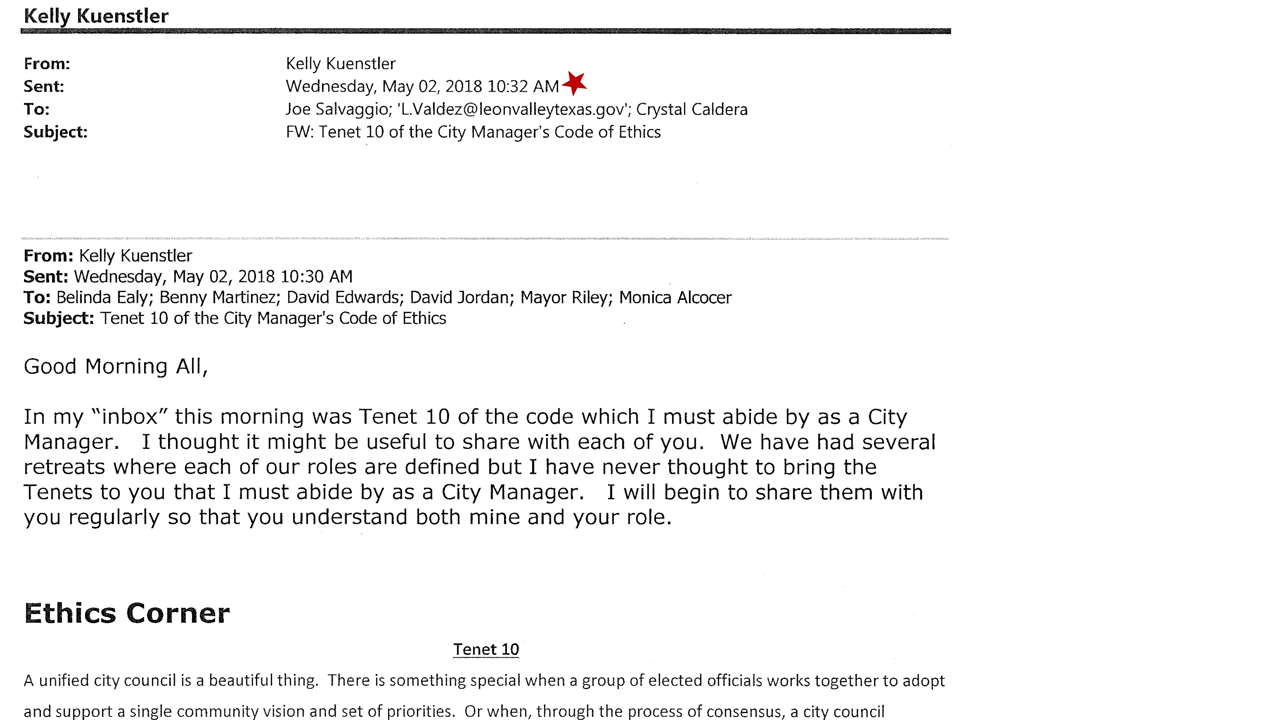 Kelly Kuenstler
From: Kelly Kuenstler
Sent: Wednesday, May 02, 2018 10:32 AM
To: Joe Salvaggio; 'L.Valdez@leonvalleytexas.gov'; Crystal Caldera
Subject: FW: Tenet 10 of the City Manager's Code of Ethics
From: Kelly Kuenstler
Sent: Wednesday, May 02, 2018 10:30 AM
To: Belinda Ealy; Benny Martinez; David Edwards; David Jordan; Mayor Riley; Monica Alcocer
Subject: Tenet 10 of the City Manager's Code of Ethics
Good Morning All,
In my “inbox” this morning was Tenet 10 of the code which I must abide by as a City
Manager. I thought it might be useful to share with each of you. We have had several
retreats where each of our roles are defined but I have never thought to bring the
Tenets to you that I must abide by as a City Manager. I will begin to share them with
you regularly so that you understand both mine and your role.
Ethics Corner
Tenet 10
A unified city council is a beautiful thing. There is something special when a group of elected officials works together to adopt
and support a single community vision and set of priorities. Or when, through the process of consensus, a city council